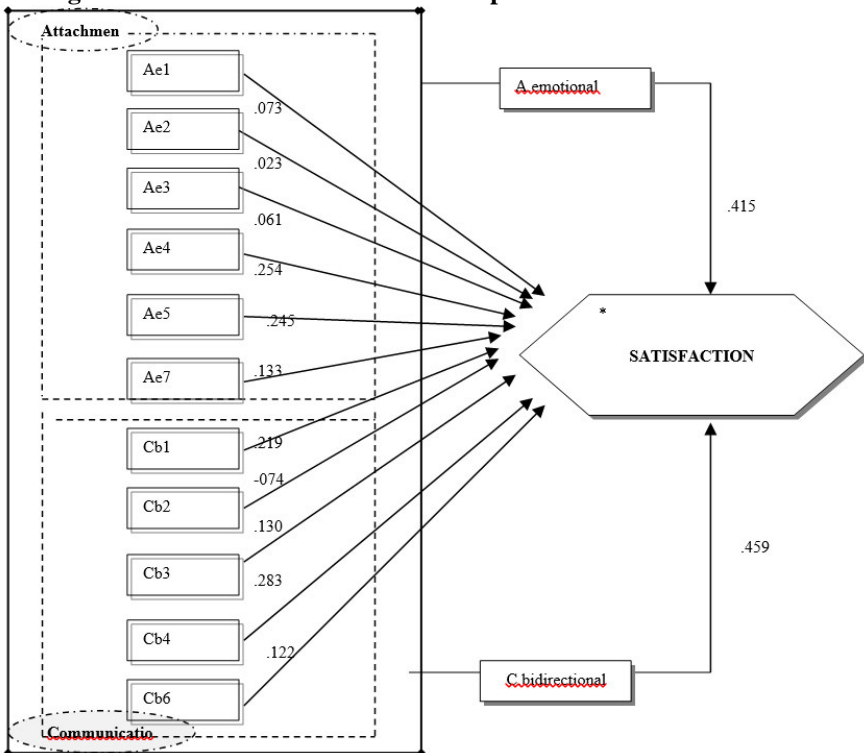 Attachmen
Ae1
A.emotional
.073
Ae2
.023
Ae3
.415
.061
Ae4
.254
*
Ae5
.245
SATISFACTION
.133
Ae7
.219
Cb1
-074
Cb2
.130
.459
Cb3
.283
Cb4
.122
C.bidirectional
Cb6
Communicatio